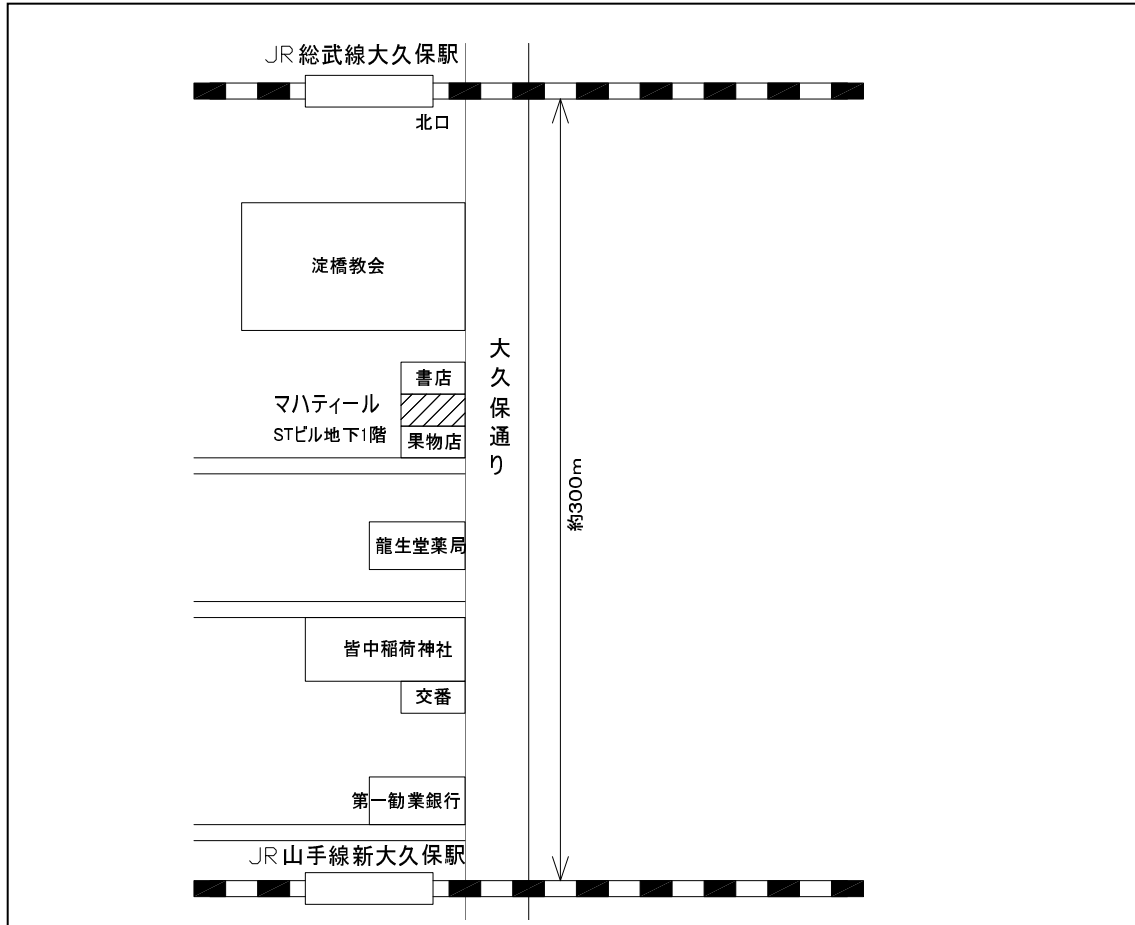 JR総武線大久保駅
北口
淀橋教会
書店
マハティール
STビル地下1階
果物店
大久保通り
約300m
龍生堂薬局
皆中稲荷神社
交番
第一勧業銀行
JR山手線新大久保駅